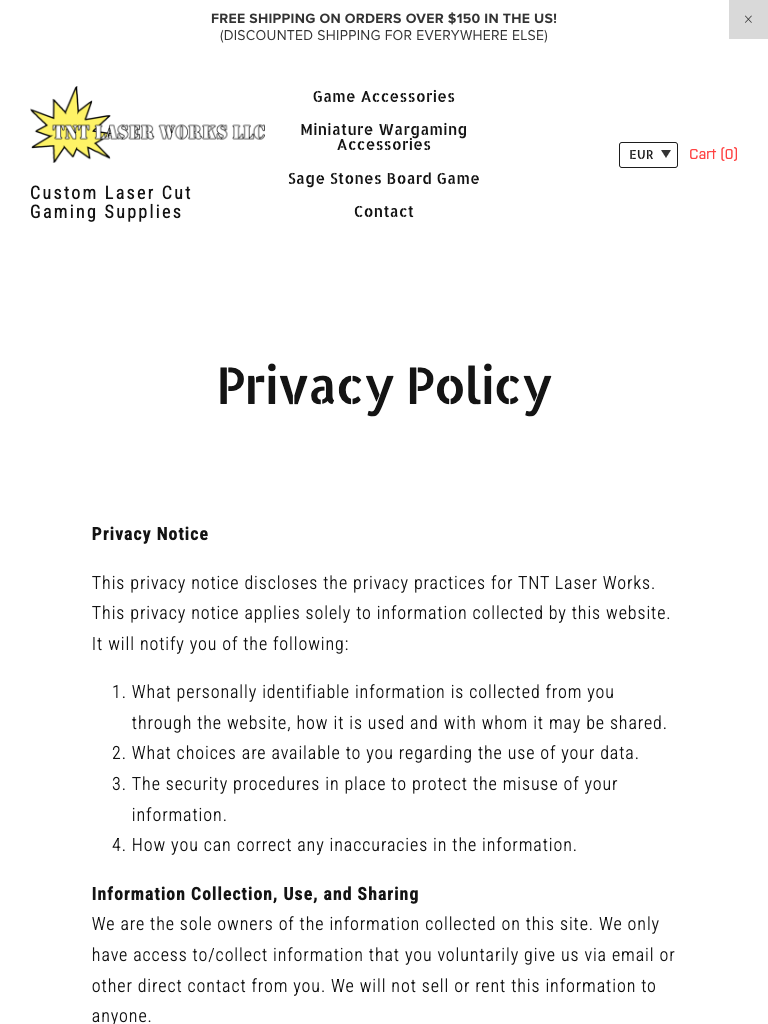 FREE SHIPPING ON ORDERS OVER $150 IN THE US!
(DISCOUNTED SHIPPING FOR EVERYWHERE ELSE)
x
TNT LASER WORKS LLC
Custom Laser Cut
Gaming Supplies
Game Accessories
Miniature Wargaming
Accessories
Sage Stones Board Game
Contact
EUR
Cart (0)
Privacy Policy
Privacy Notice
This privacy notice discloses the privacy practices for TNT Laser Works.
This privacy notice applies solely to information collected by this website.
It will notify you of the following:
1. What personally identifiable information is collected from you
through the website, how it is used and with whom it may be shared.
2. What choices are available to you regarding the use of your data.
3. The security procedures in place to protect the misuse of your
information.
4. How you can correct any inaccuracies in the information.
Information Collection, Use, and Sharing
We are the sole owners of the information collected on this site. We only
have access to/collect information that you voluntarily give us via email or
other direct contact from you. We will not sell or rent this information to
anyone.